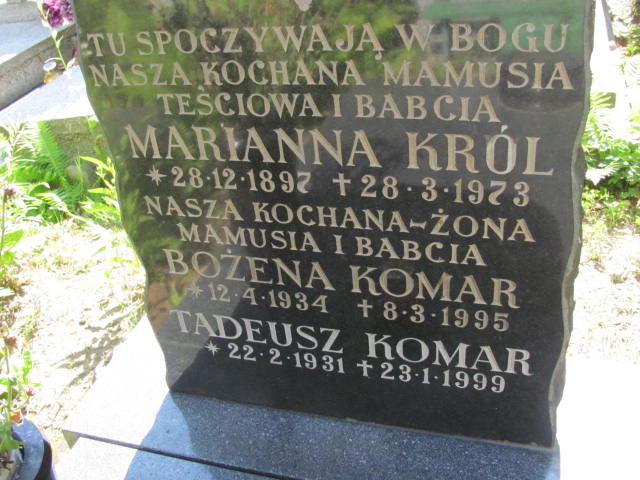 TU SPOCZYWAJĄ W BOGU
NASZA KOCHANA MAMUSIA
TEŚCIOWA I BABCIA
MARIANNA KRÓL
*28·12·1897 †28·3·1973
NASZA KOCHANA-ŻONA
MAMUSIA I BABCIA
BOŻENA KOMAR
*12·4·1934 †8·3·1995
TADEUSZ KOMAR
*22·2·1931 †23·1·1999